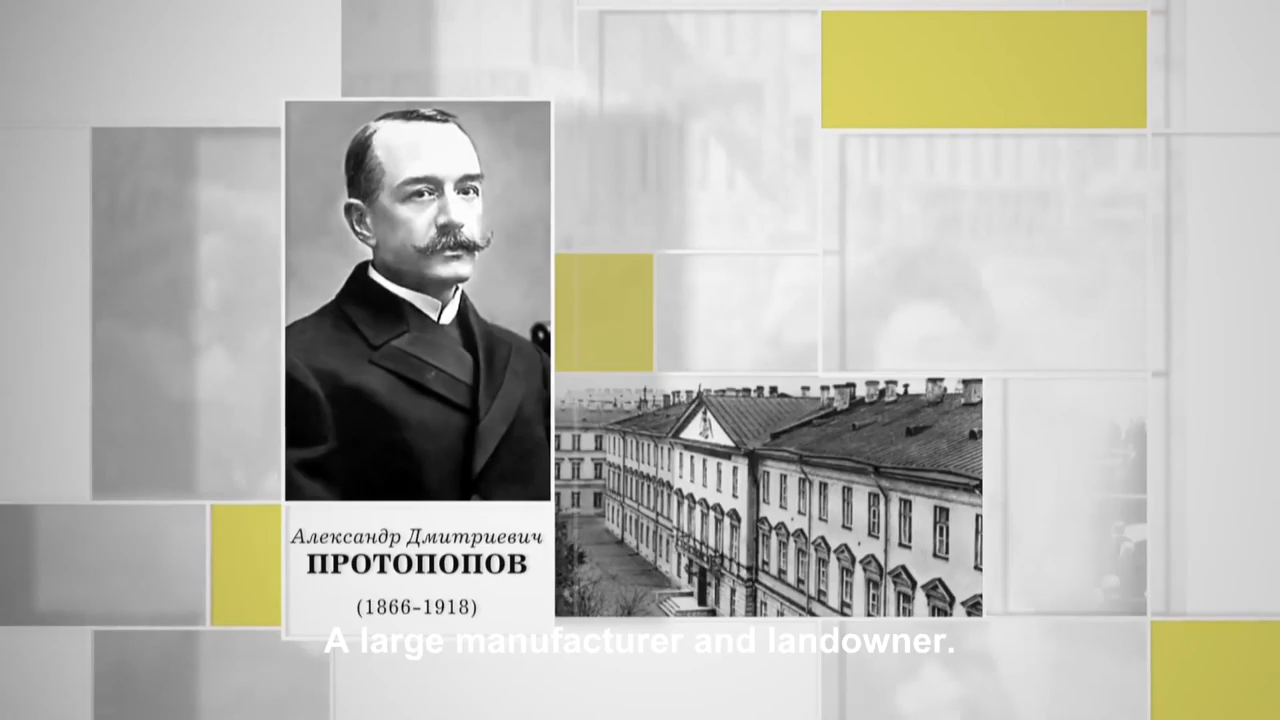 Александр Дмитриевич
ПРОТОПОПОВ
(1866–1918)
A large manufacturer and landowner.